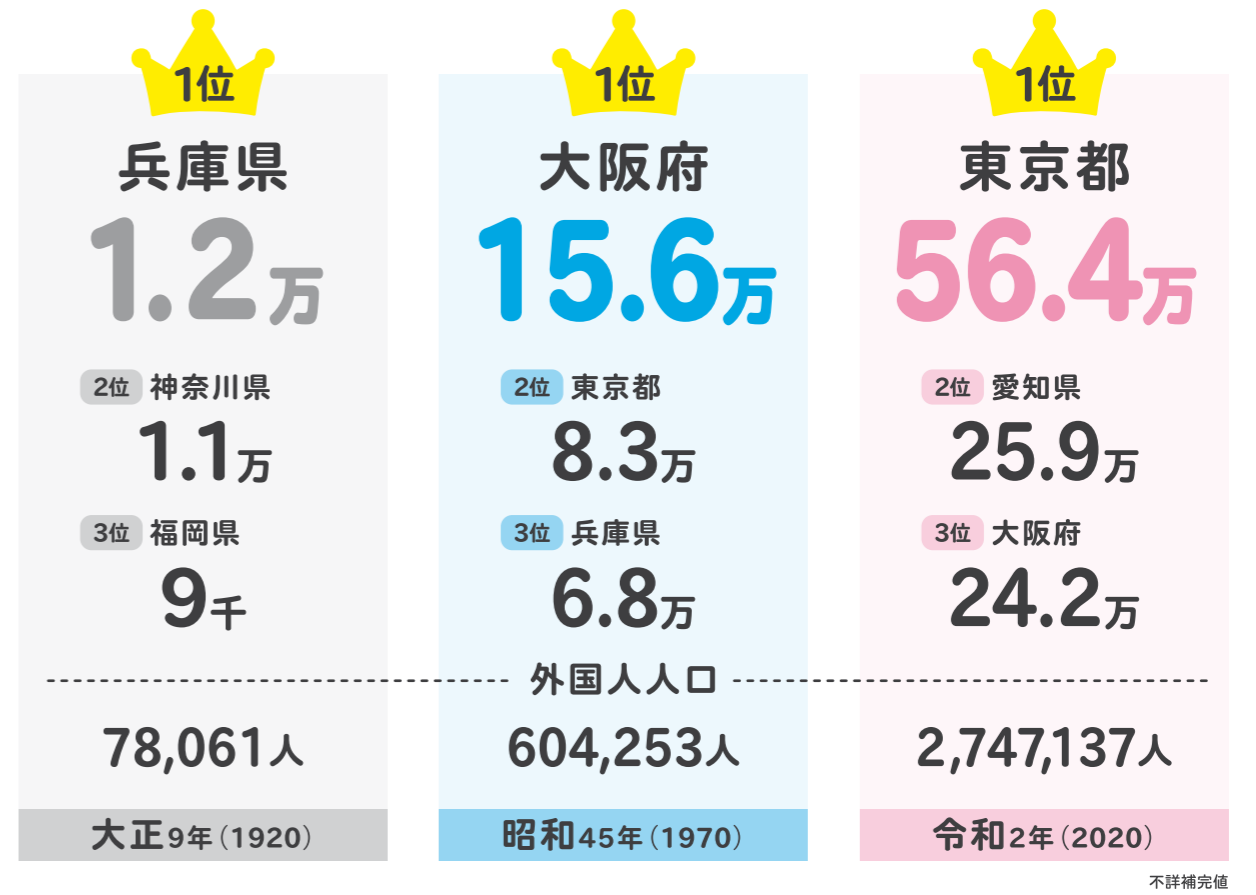 1位
兵庫県
1.2万
2位 神奈川県
1.1万
3位 福岡県
9千
1位
大阪府
15.6万
2位 東京都
8.3万
3位 兵庫県
6.8万
1位
東京都
56.4万
2位 愛知県
25.9万
3位 大阪府
24.2万
外国人人口
78,061人
604,253人
2,747,137人
大正9年(1920)
昭和45年(1970)
令和2年(2020)
不詳補完値